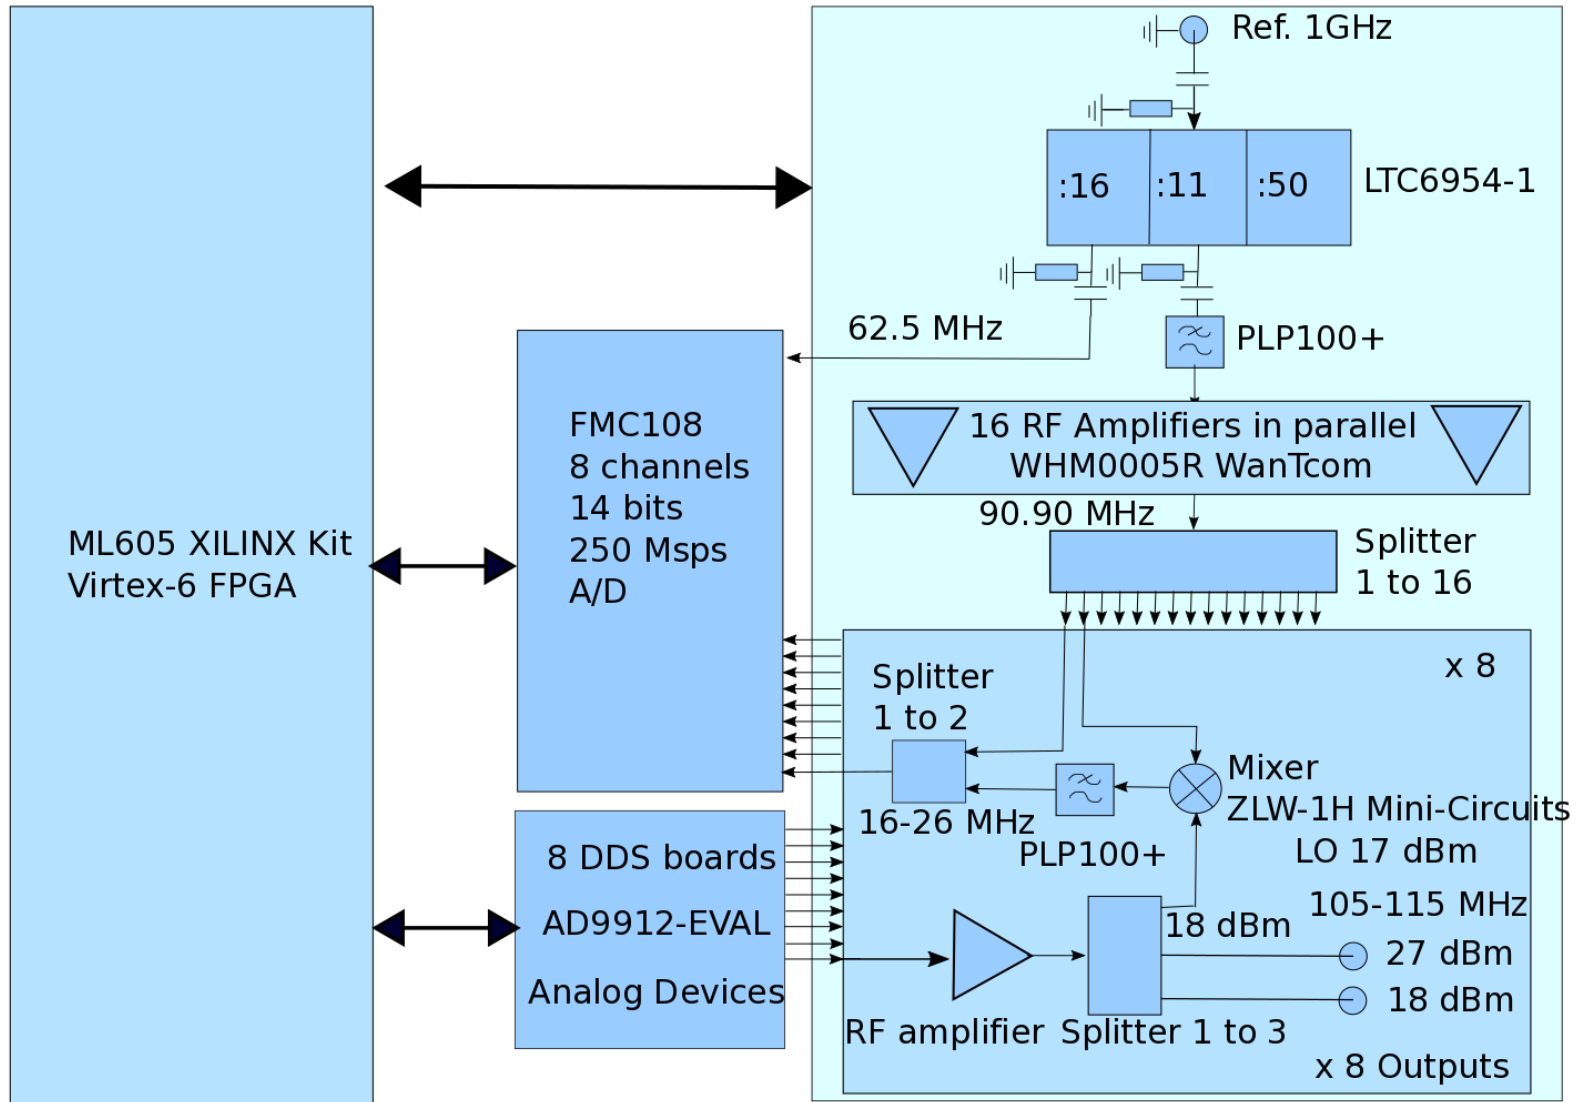 Ref. 1GHz
:16
:11
:50
LTC6954-1
62.5 MHz
PLP100+
FMC108
8 channels
14 bits
250 Msps
A/D
16 RF Amplifiers in parallel
WHM0005R WanTcom
90.90 MHz
Splitter
1 to 16
ML605 XILINX Kit
Virtex-6 FPGA
x 8
Splitter
1 to 2
Mixer
ZLW-1H Mini-Circuits
LO 17 dBm
16-26 MHz
PLP100+
8 DDS boards
AD9912-EVAL
Analog Devices
105-115 MHz
18 dBm
27 dBm
18 dBm
RF amplifier
Splitter 1 to 3
x 8 Outputs